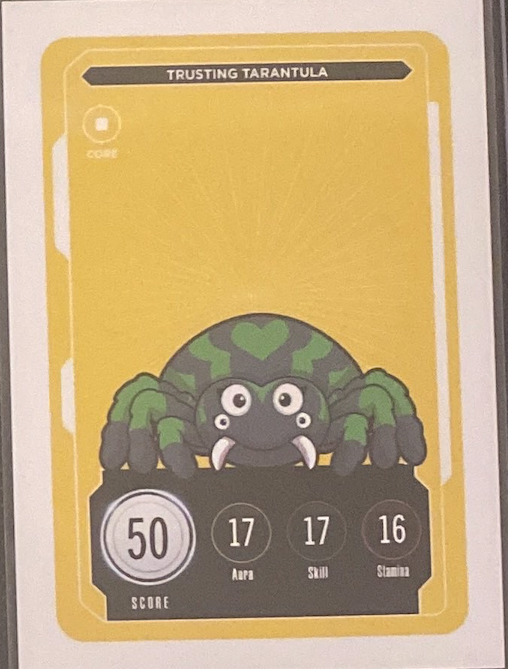 TRUSTING TARANTULA
CORE
50 17 17 16
Aura Skill Stamina
SCORE